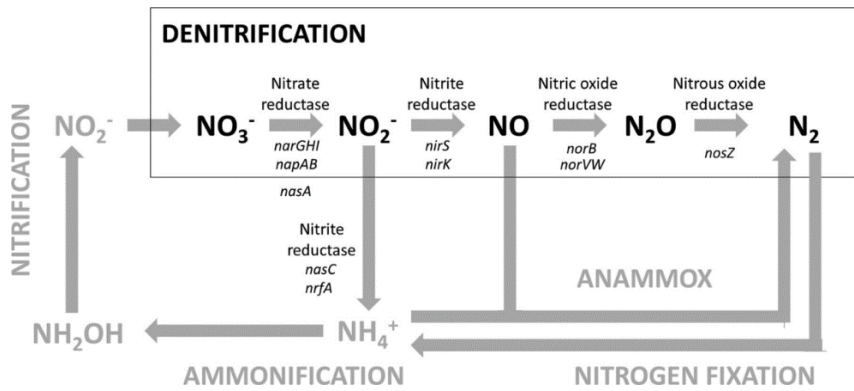 DENITRIFICATION
Nitrate
reductase
Nitrite
reductase
Nitric oxide
reductase
Nitrous oxide
reductase
NO₂⁻
NO₃⁻
NO₂⁻
NO
N₂O
N₂
narGHI
napAB
nasA
nirS
nirK
norB
norVW
nosZ
NITRIFICATION
Nitrite
reductase
nasC
nrfA
ANAMMOX
NH₂OH
NH₄⁺
AMMONIFICATION
NITROGEN FIXATION